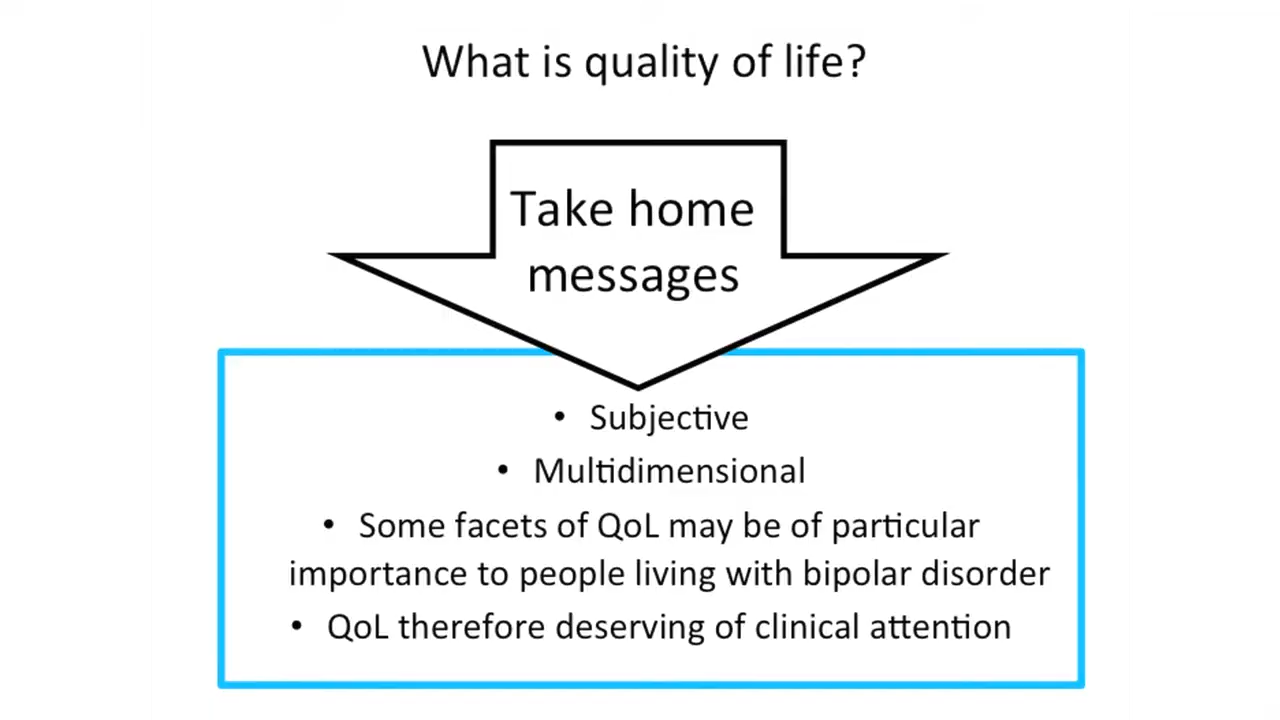 What is quality of life?
Take home
messages
• Subjective
• Multidimensional
• Some facets of QoL may be of particular
importance to people living with bipolar disorder
• QoL therefore deserving of clinical attention